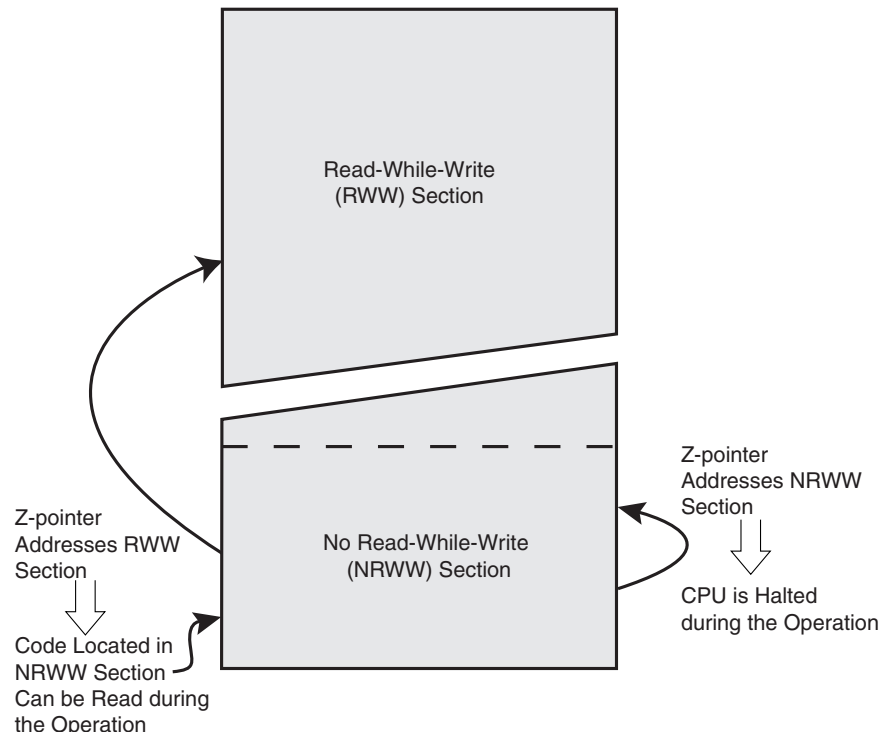 Read-While-Write
(RWW) Section
Z-pointer
Addresses RWW
Section
Code Located in
NRWW Section
Can be Read during
the Operation
No Read-While-Write
(NRWW) Section
Z-pointer
Addresses NRWW
Section
CPU is Halted
during the Operation